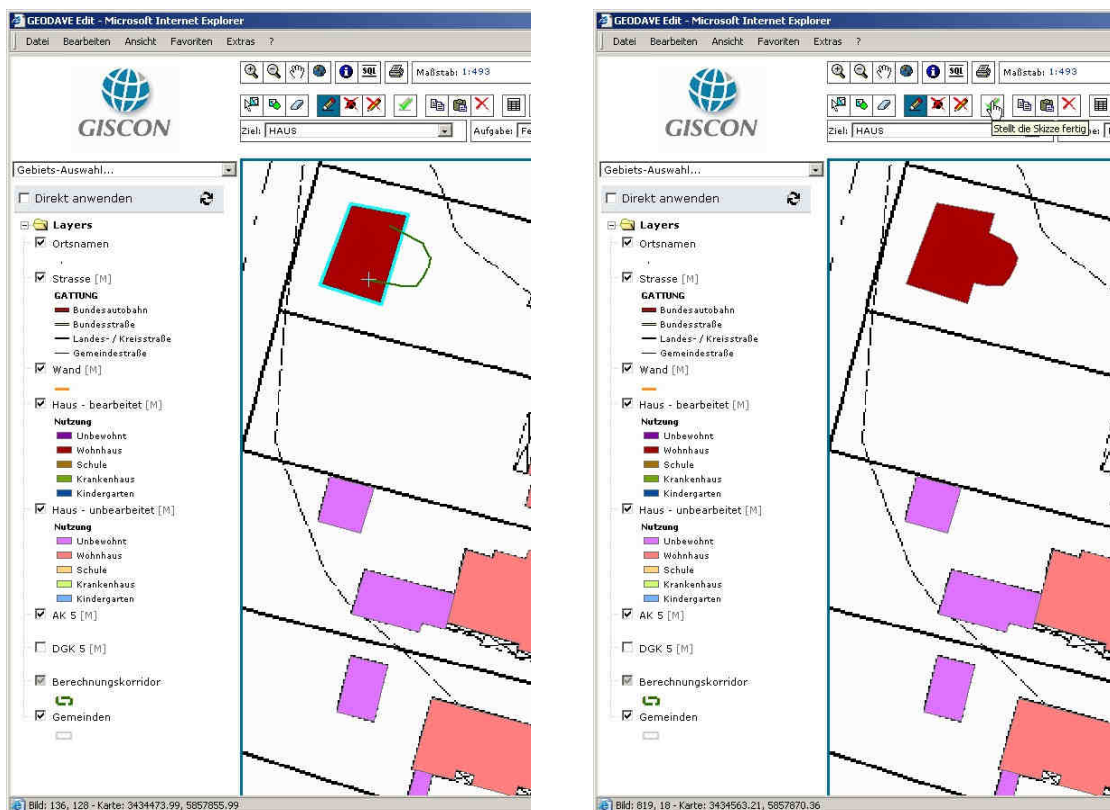 GEODAVE Edit - Microsoft Internet Explorer
Datei Bearbeiten Ansicht Favoriten Extras ?
GISCON
SQL
Maßstab: 1:493
Ziel: HAUS
Aufgabe: Fe
Gebiets-Auswahl...
Direkt anwenden
Layers
Ortsnamen
Strasse [M]
GATTUNG
Bundesautobahn
Bundesstraße
Landes- / Kreisstraße
Gemeindestraße
Wand [M]
Haus - bearbeitet [M]
Nutzung
Unbewohnt
Wohnhaus
Schule
Krankenhaus
Kindergarten
Haus - unbearbeitet [M]
Nutzung
Unbewohnt
Wohnhaus
Schule
Krankenhaus
Kindergarten
AK 5 [M]
DGK 5 [M]
Berechnungskorridor
Gemeinden
Bild: 136, 128 - Karte: 3434473.99, 5857855.99
GEODAVE Edit - Microsoft Internet Explorer
Datei Bearbeiten Ansicht Favoriten Extras ?
GISCON
SQL
Maßstab: 1:493
Ziel: HAUS
Stellt die Skizze fertig
Gebiets-Auswahl...
Direkt anwenden
Layers
Ortsnamen
Strasse [M]
GATTUNG
Bundesautobahn
Bundesstraße
Landes- / Kreisstraße
Gemeindestraße
Wand [M]
Haus - bearbeitet [M]
Nutzung
Unbewohnt
Wohnhaus
Schule
Krankenhaus
Kindergarten
Haus - unbearbeitet [M]
Nutzung
Unbewohnt
Wohnhaus
Schule
Krankenhaus
Kindergarten
AK 5 [M]
DGK 5 [M]
Berechnungskorridor
Gemeinden
Bild: 819, 18 - Karte: 3434563.21, 5857870.36